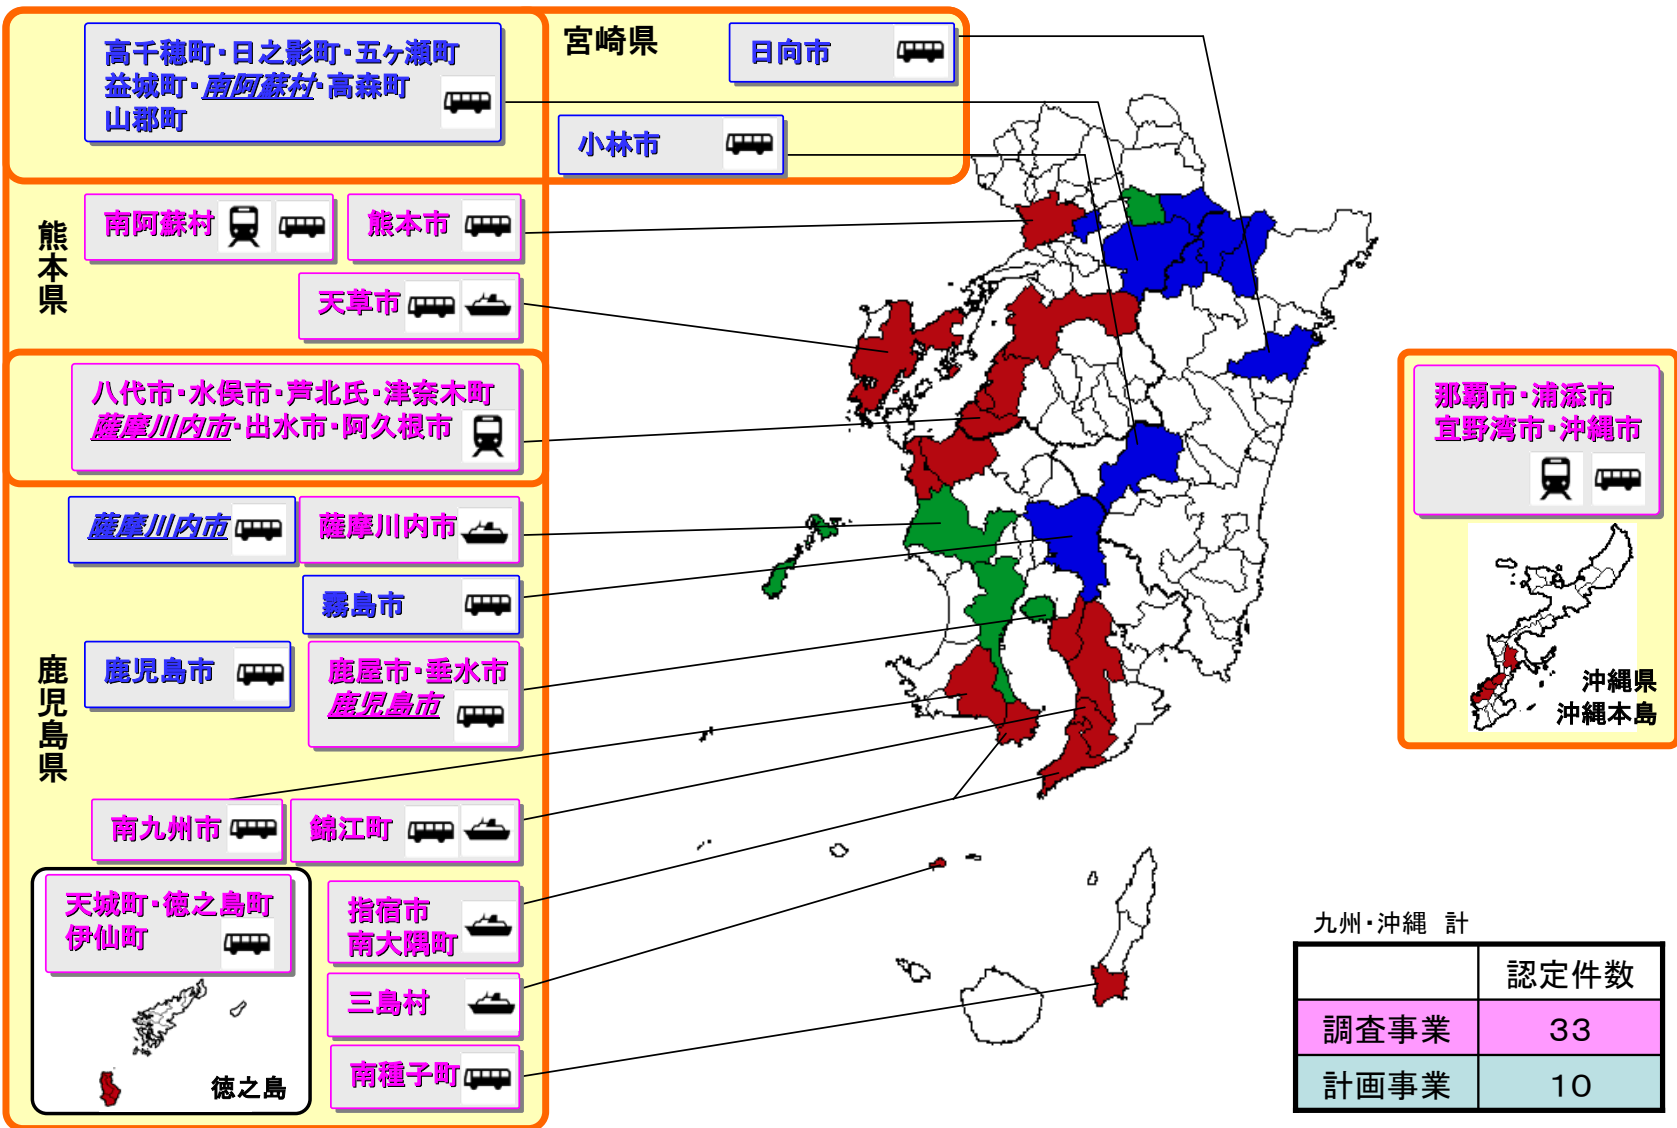 高千穂町・日之影町・五ヶ瀬町
益城町・南阿蘇村・高森町
山都町
宮崎県
日向市
小林市
熊本県
南阿蘇村
熊本市
天草市
八代市・水俣市・芦北氏・津奈木町
薩摩川内市・出水市・阿久根市
鹿児島県
薩摩川内市
薩摩川内市
霧島市
鹿児島市
鹿屋市・垂水市
鹿児島市
南九州市
錦江町
天城町・徳之島町
伊仙町
徳之島
指宿市
南大隅町
三島村
南種子町
那覇市・浦添市
宜野湾市・沖縄市
沖縄県
沖縄本島
九州・沖縄 計
認定件数
調査事業 33
計画事業 10